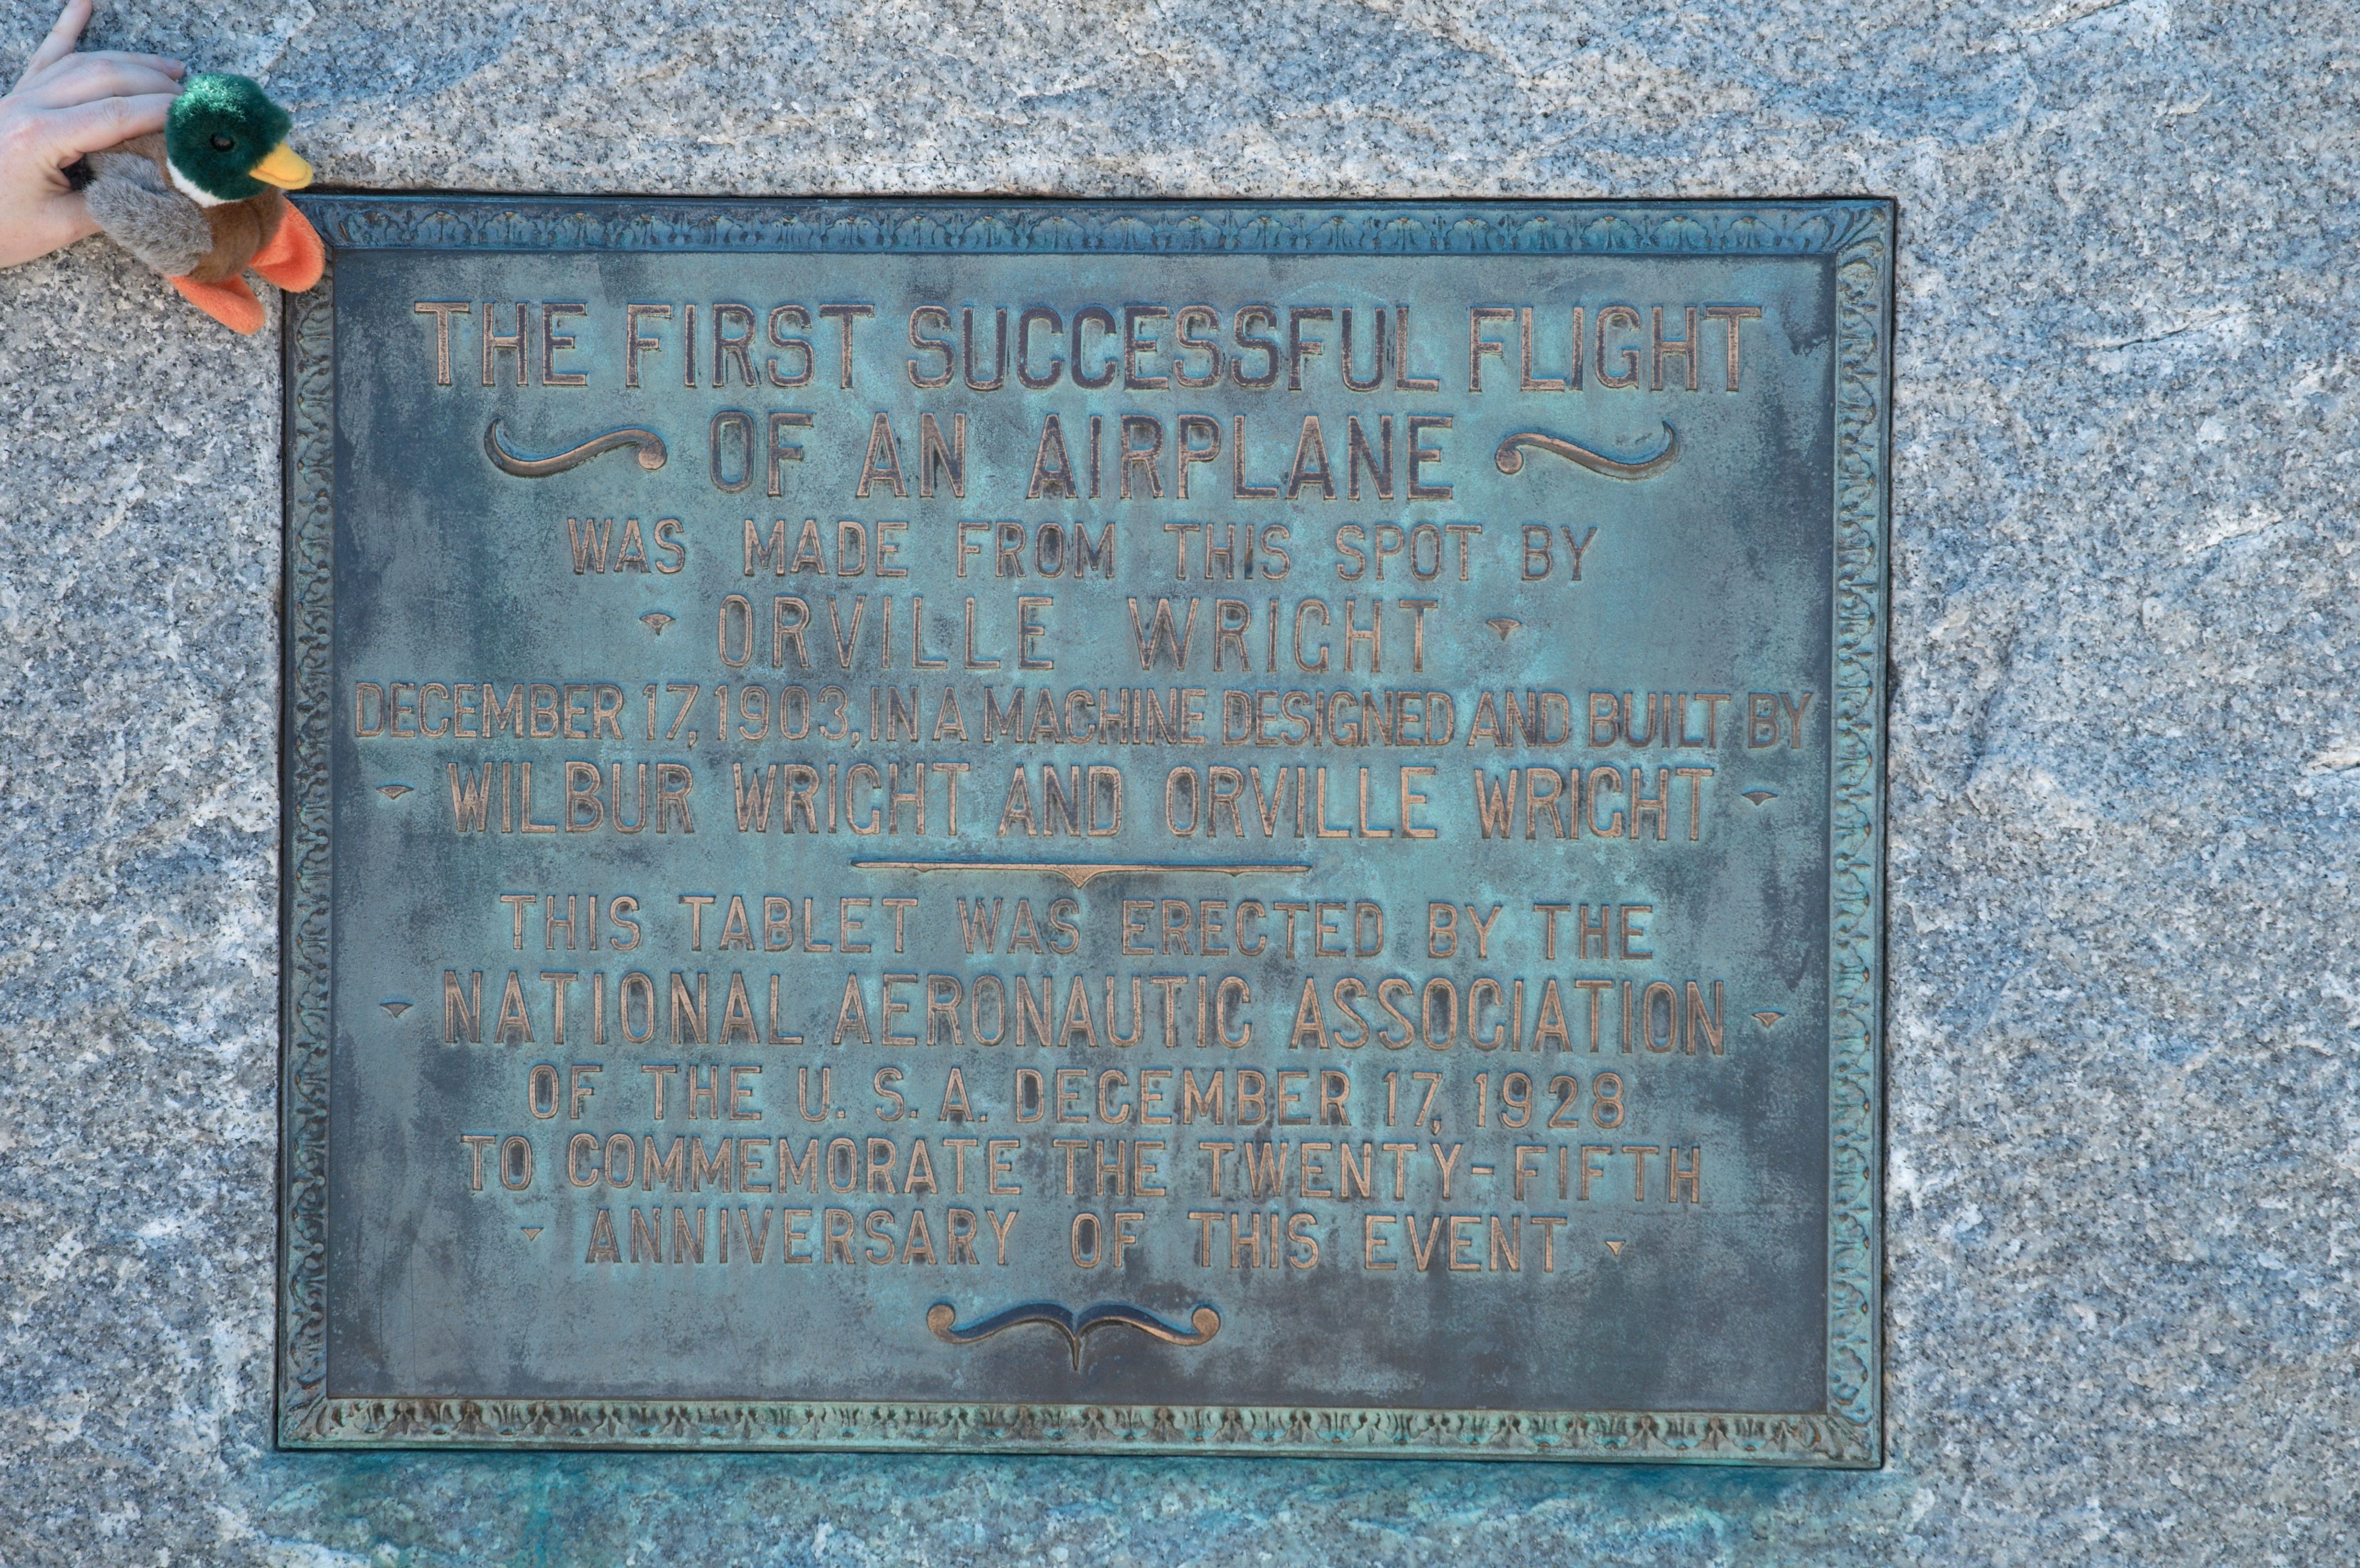 THE FIRST SUCCESSFUL FLIGHT
OF AN AIRPLANE
WAS MADE FROM THIS SPOT BY
ORVILLE WRIGHT
DECEMBER 17, 1903, IN A MACHINE DESIGNED AND BUILT BY
WILBUR WRIGHT AND ORVILLE WRIGHT
THIS TABLET WAS ERECTED BY THE
NATIONAL AERONAUTIC ASSOCIATION
OF THE U. S. A. DECEMBER 17, 1928
TO COMMEMORATE THE TWENTY-FIFTH
ANNIVERSARY OF THIS EVENT